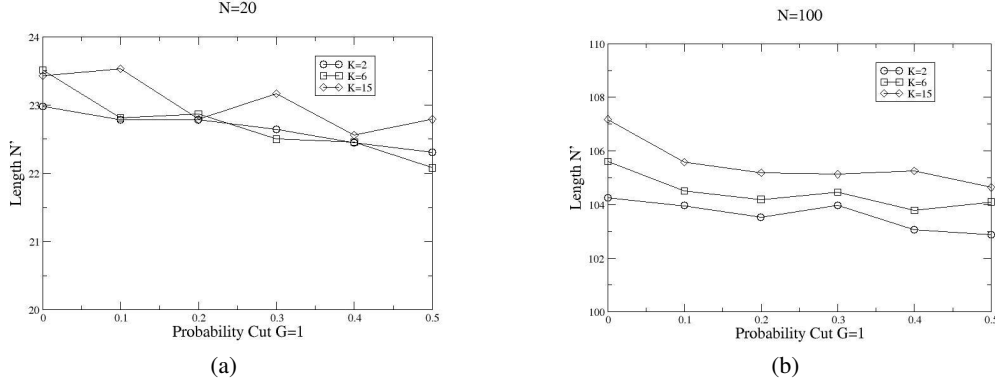 N=20
24
23
22
21
20
Length N'
K=2
K=6
K=15
0
0.1
0.2
0.3
0.4
0.5
Probability Cut G=1
(a)
N=100
110
108
106
104
102
100
Length N'
K=2
K=6
K=15
0
0.1
0.2
0.3
0.4
0.5
Probability Cut G=1
(b)